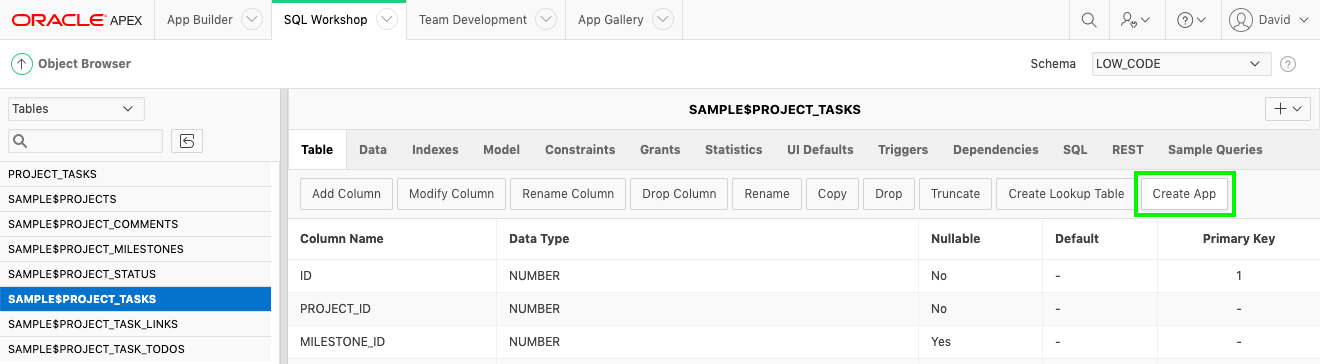 ORACLE APEX App Builder SQL Workshop Team Development App Gallery David
Object Browser Schema LOW_CODE
Tables
SAMPLE$PROJECT_TASKS
Table Data Indexes Model Constraints Grants Statistics UI Defaults Triggers Dependencies SQL REST Sample Queries
PROJECT_TASKS
SAMPLE$PROJECTS
SAMPLE$PROJECT_COMMENTS
SAMPLE$PROJECT_MILESTONES
SAMPLE$PROJECT_STATUS
SAMPLE$PROJECT_TASKS
SAMPLE$PROJECT_TASK_LINKS
SAMPLE$PROJECT_TASK_TODOS
Add Column Modify Column Rename Column Drop Column Rename Copy Drop Truncate Create Lookup Table Create App
Column Name Data Type Nullable Default Primary Key
ID NUMBER No - 1
PROJECT_ID NUMBER No - -
MILESTONE_ID NUMBER Yes - -